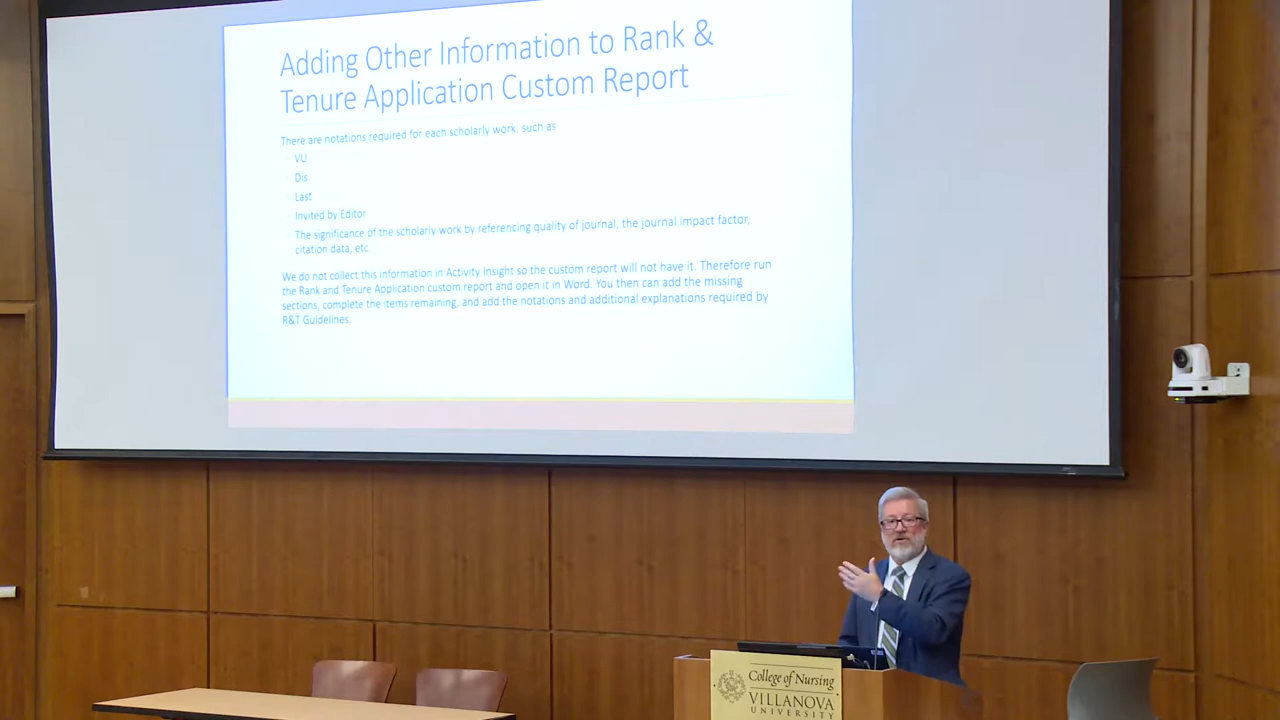 Adding Other Information to Rank &
Tenure Application Custom Report
There are notations required for each scholarly work, such as
VU
Dis
Last
Invited by Editor
The significance of the scholarly work by referencing quality of journal, the journal impact factor,
citation data, etc.
We do not collect this information in Activity Insight so the custom report will not have it. Therefore run
the Rank and Tenure Application custom report and open it in Word. You then can add the missing
sections, complete the items remaining, and add the notations and additional explanations required by
R&T Guidelines.
College of Nursing
VILLANOVA
UNIVERSITY